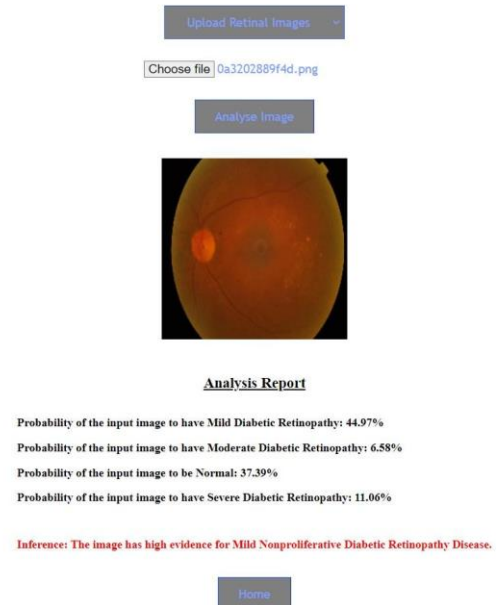 Upload Retinal Images
Choose file 0a3202889f4d.png
Analyse Image
Analysis Report
Probability of the input image to have Mild Diabetic Retinopathy: 44.97%
Probability of the input image to have Moderate Diabetic Retinopathy: 6.58%
Probability of the input image to be Normal: 37.39%
Probability of the input image to have Severe Diabetic Retinopathy: 11.06%
Inference: The image has high evidence for Mild Nonproliferative Diabetic Retinopathy Disease.
Home